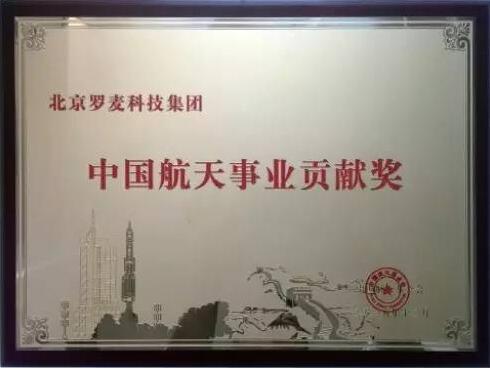 北京罗麦科技集团
中国航天事业贡献奖